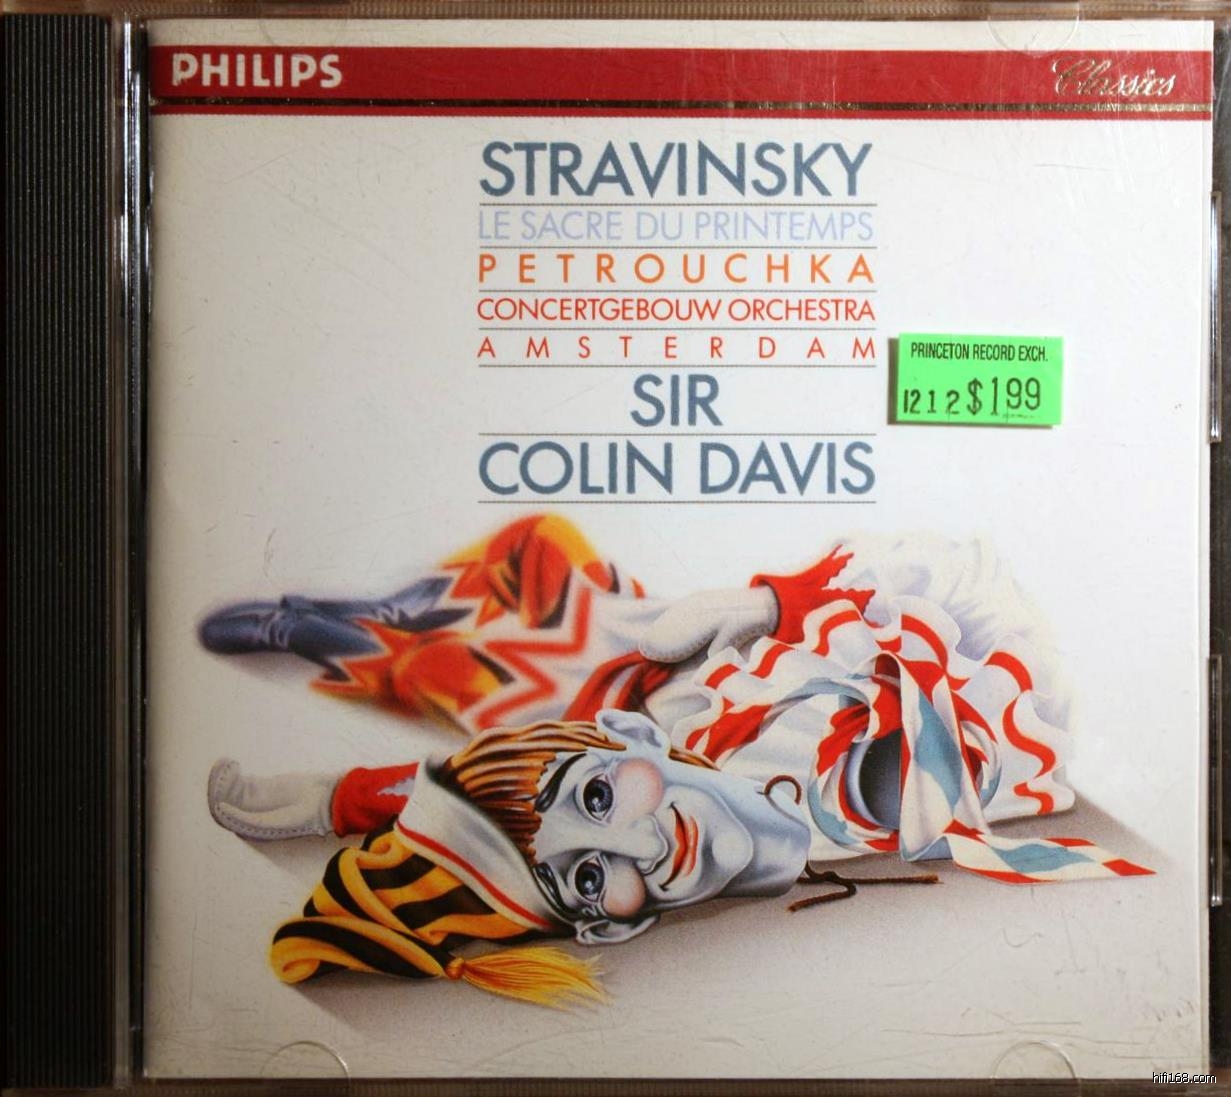 PHILIPS
Classics
STRAVINSKY
LE SACRE DU PRINTEMPS
PETROUCHKA
CONCERTGEBOUW ORCHESTRA
AMSTERDAM
SIR
COLIN DAVIS
PRINCETON RECORD EXCH.
1212 $1.99
hifi168.com